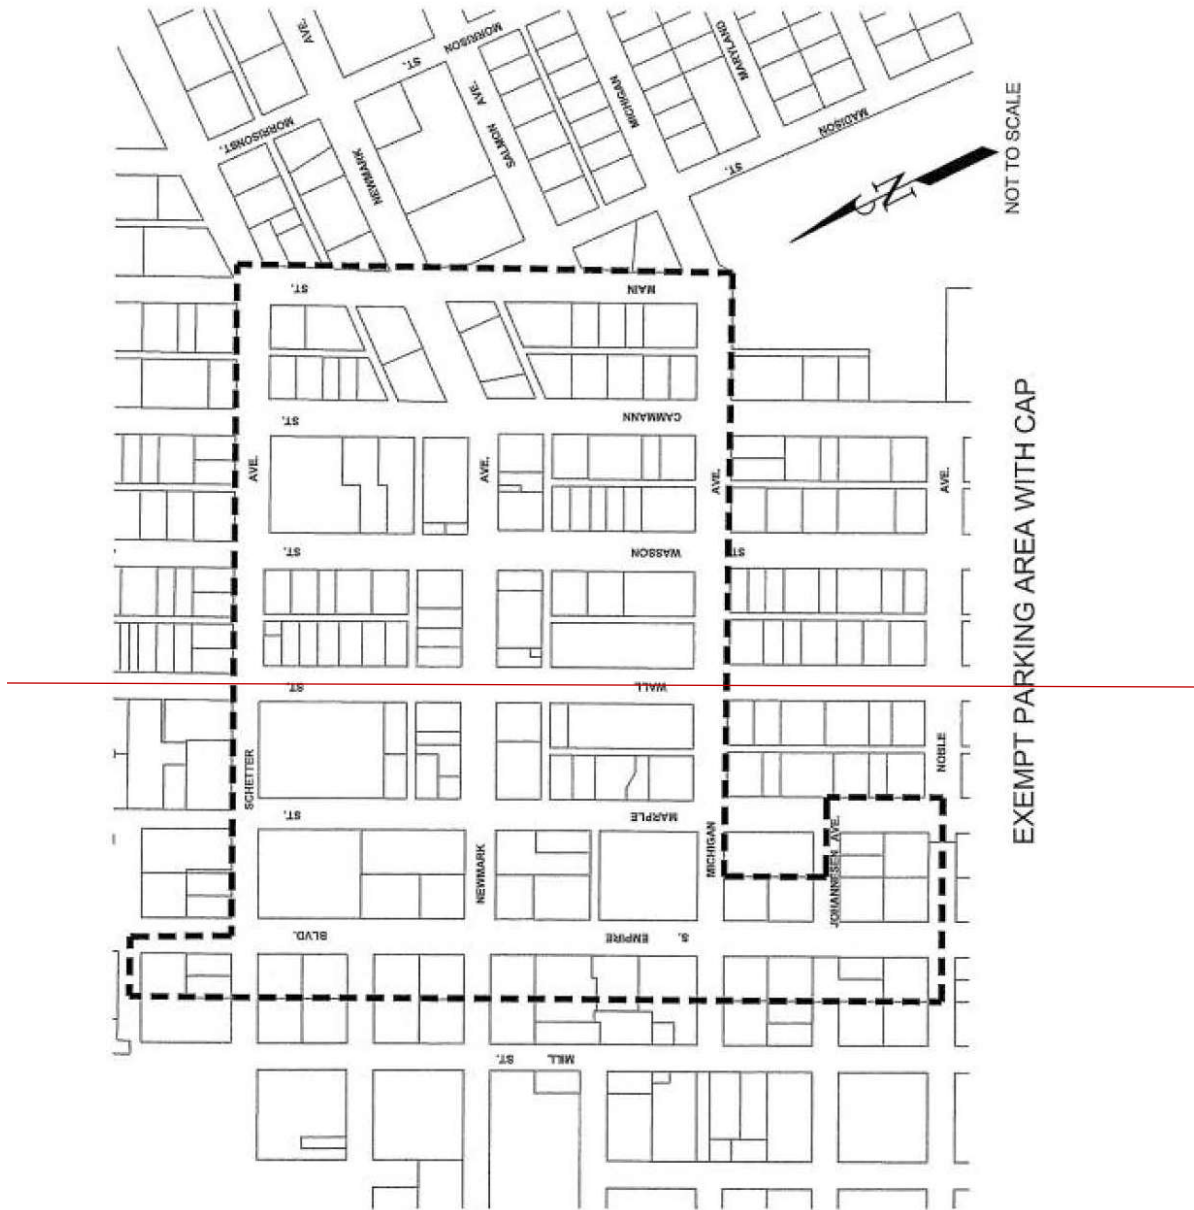 AVE.
MORRISON ST.
MORRISONST.
NEWMARK
SALMON AVE.
MICHIGAN
MARYLAND
MADISON ST.
NOT TO SCALE
N
MAIN ST.
CAMMANN ST.
AVE.
AVE.
AVE.
AVE.
WASSON ST.
ST.
WALL ST.
SCHETTER
NOBLE
MARPLE ST.
MICHIGAN
NEWMARK
JOHANNESEN AVE.
S. EMPIRE BLVD.
MILL ST.
EXEMPT PARKING AREA WITH CAP